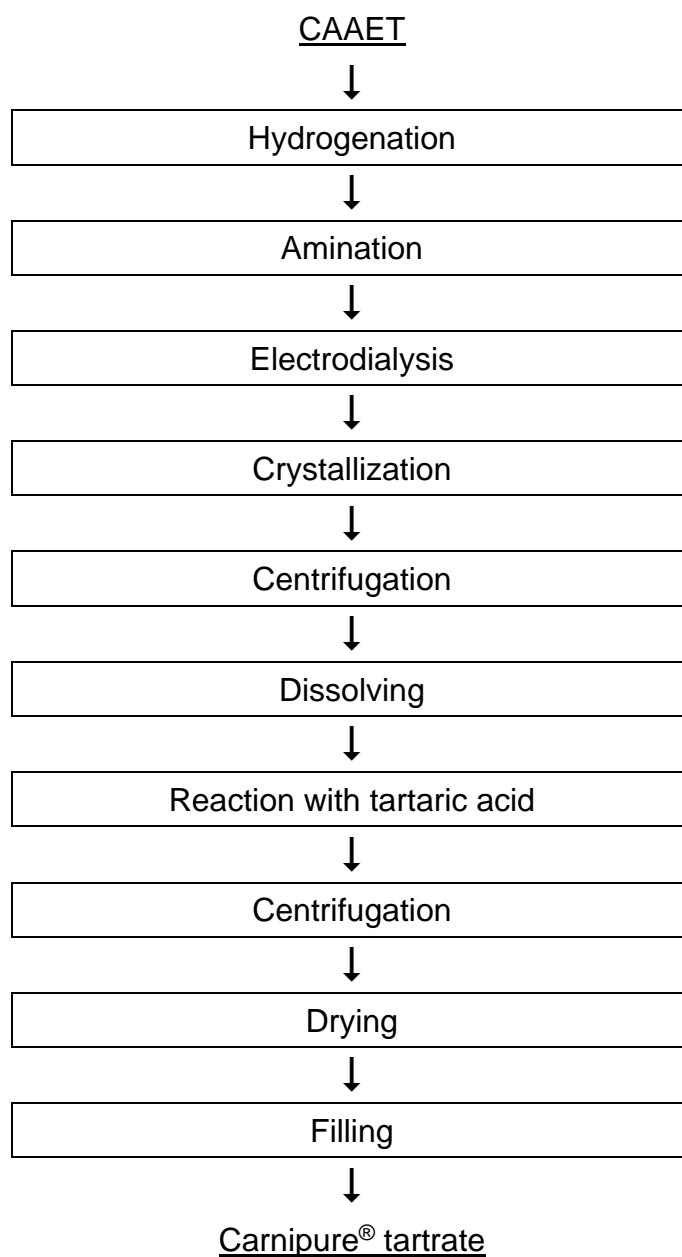 CAAET
Hydrogenation
Amination
Electrodialysis
Crystallization
Centrifugation
Dissolving
Reaction with tartaric acid
Centrifugation
Drying
Filling
Carnipure® tartrate